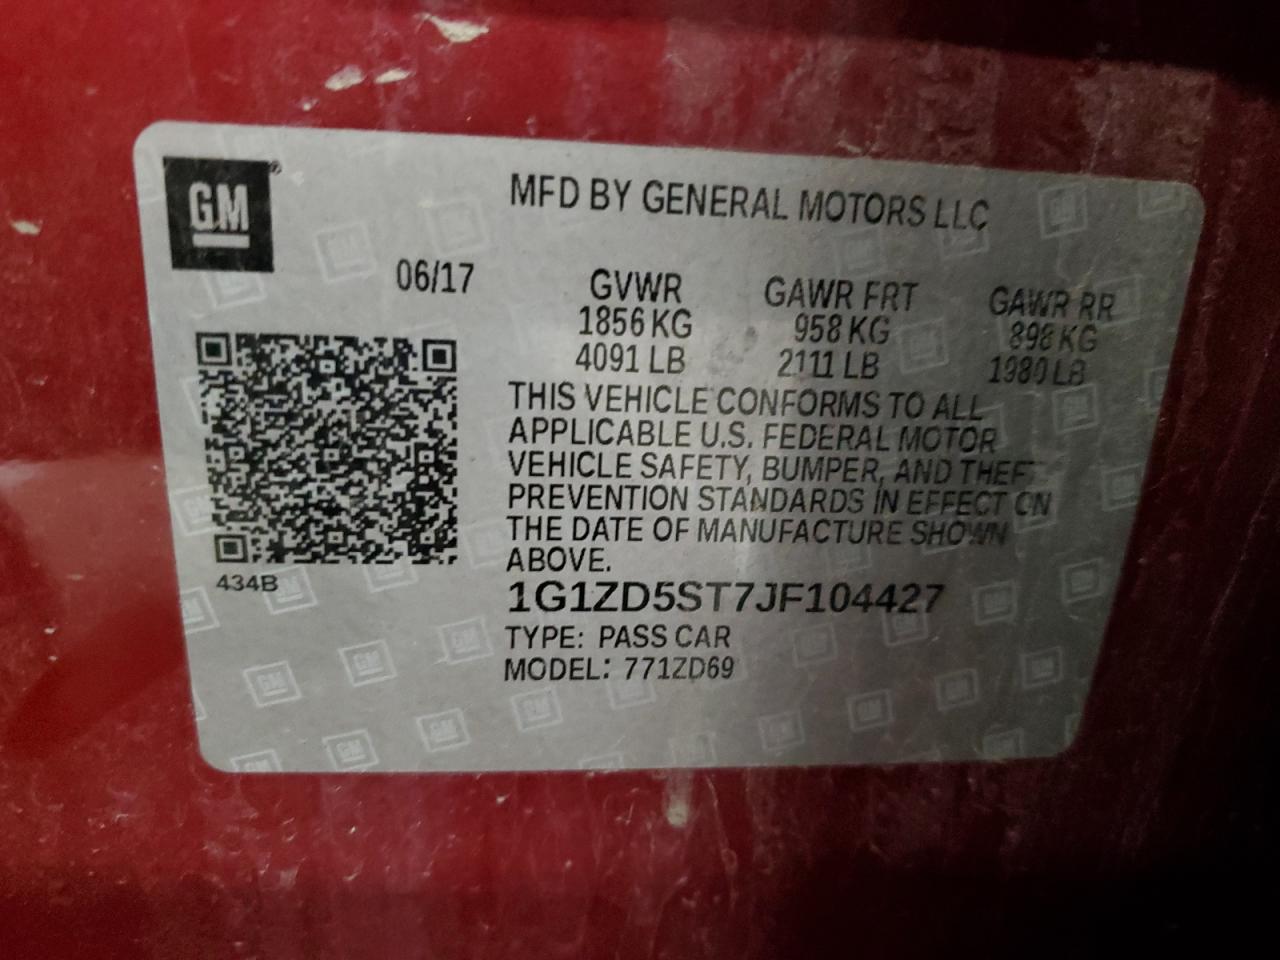 GM®
MFD BY GENERAL MOTORS LLC
06/17
GVWR GAWR FRT GAWR RR
1856 KG 958 KG 898 KG
4091 LB 2111 LB 1980 LB
THIS VEHICLE CONFORMS TO ALL
APPLICABLE U.S. FEDERAL MOTOR
VEHICLE SAFETY, BUMPER, AND THEFT
PREVENTION STANDARDS IN EFFECT ON
THE DATE OF MANUFACTURE SHOWN
ABOVE.
434B
1G1ZD5ST7JF104427
TYPE: PASS CAR
MODEL: 771ZD69